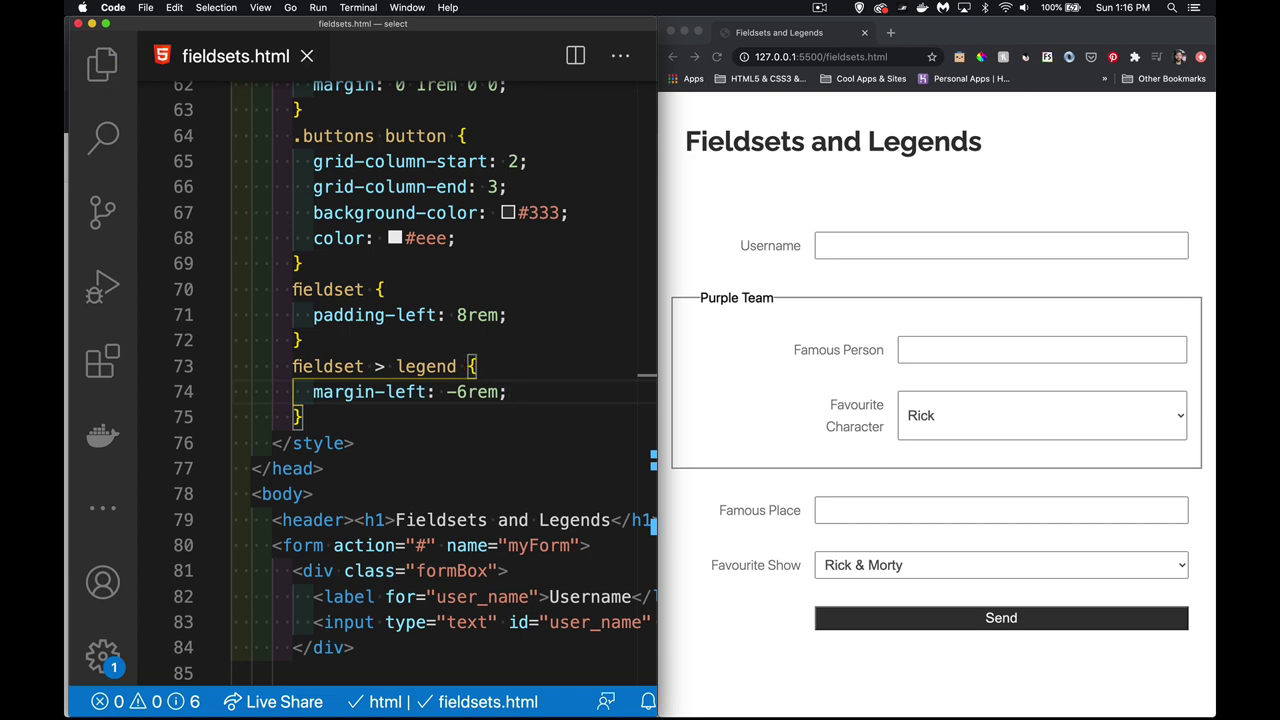 Code File Edit Selection View Go Run Terminal Window Help 100% Sun 1:16 PM
fieldsets.html — select
Fieldsets and Legends
fieldsets.html
127.0.0.1:5500/fieldsets.html
Apps HTML5 & CSS3 &... Cool Apps & Sites Personal Apps | H... » Other Bookmarks
62 margin: 0 1rem 0 0;
63 }
64 .buttons button {
65 grid-column-start: 2;
66 grid-column-end: 3;
67 background-color: #333;
68 color: #eee;
69 }
70 fieldset {
71 padding-left: 8rem;
72 }
73 fieldset > legend {
74 margin-left: -6rem;
75 }
76 </style>
77 </head>
78 <body>
79 <header><h1>Fieldsets and Legends</h1>
80 <form action="#" name="myForm">
81 <div class="formBox">
82 <label for="user_name">Username</l
83 <input type="text" id="user_name"
84 </div>
85
1
0 0 6 Live Share html | fieldsets.html
Fieldsets and Legends
Username
Purple Team
Famous Person
Favourite
Character
Rick
Famous Place
Favourite Show Rick & Morty
Send